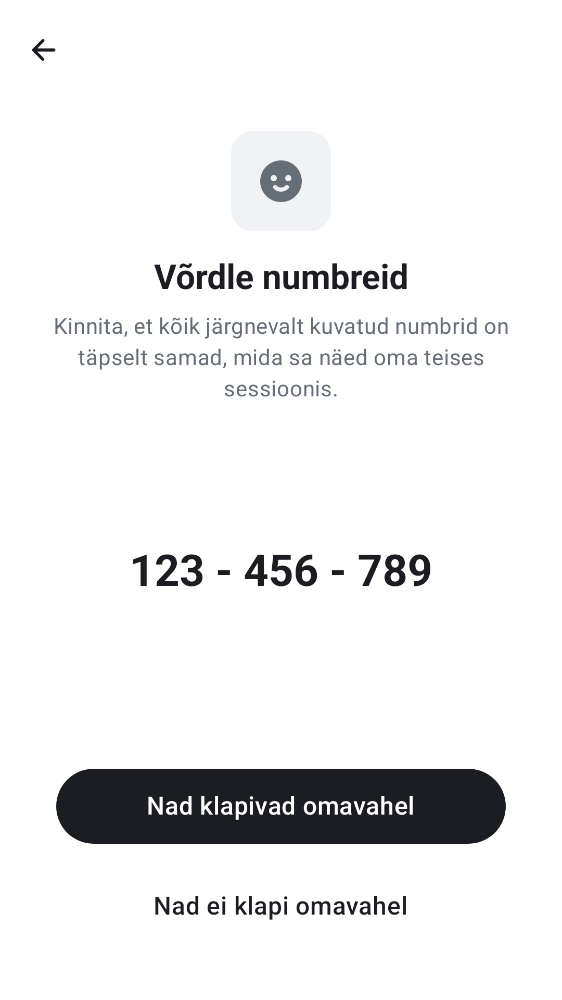 Võrdle numbreid
Kinnita, et kõik järgnevalt kuvatud numbrid on
täpselt samad, mida sa näed oma teises
sessioonis.
123 - 456 - 789
Nad klapivad omavahel
Nad ei klapi omavahel